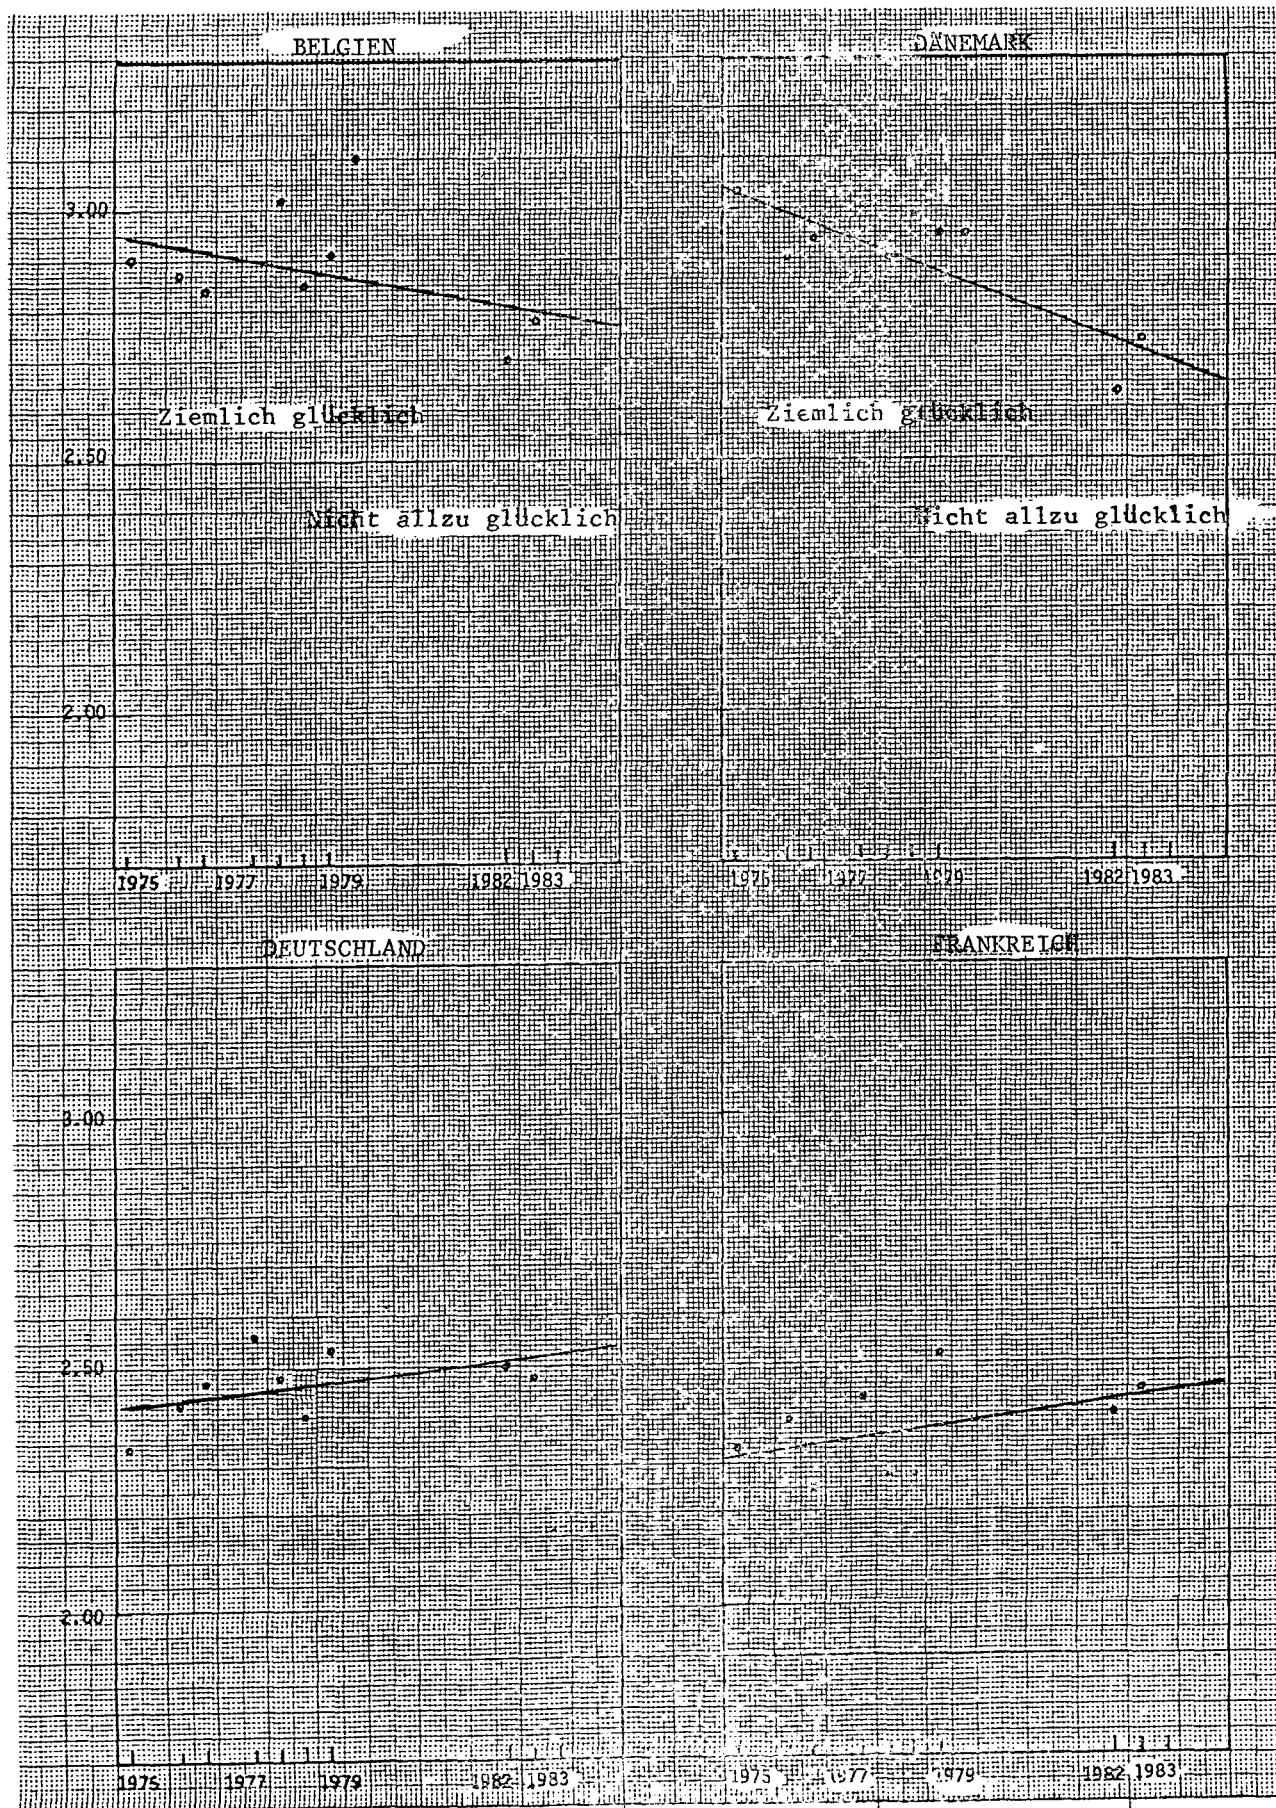 BELGIEN DÄNEMARK
3.00
Ziemlich glücklich Ziemlich glücklich
2.50
Nicht allzu glücklich Nicht allzu glücklich
2.00
1975 1977 1979 1982 1983 1975 1977 1979 1982 1983
DEUTSCHLAND FRANKREICH
3.00
2.50
2.00
1975 1977 1979 1982 1983 1975 1977 1979 1982 1983